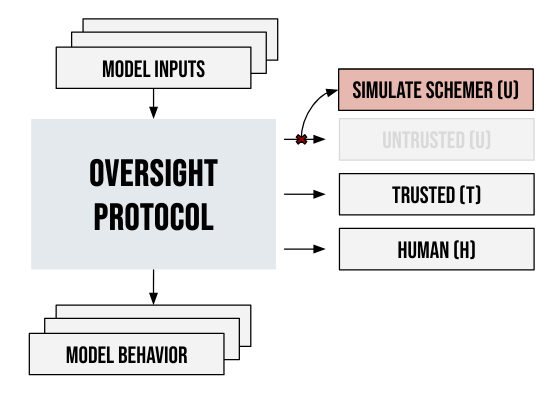 MODEL INPUTS
SIMULATE SCHEMER (U)
UNTRUSTED (U)
OVERSIGHT
PROTOCOL
TRUSTED (T)
HUMAN (H)
MODEL BEHAVIOR